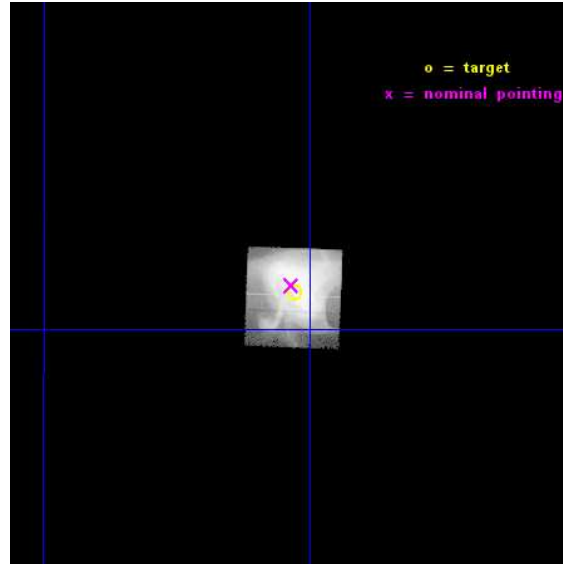 o = target
x = nominal pointing